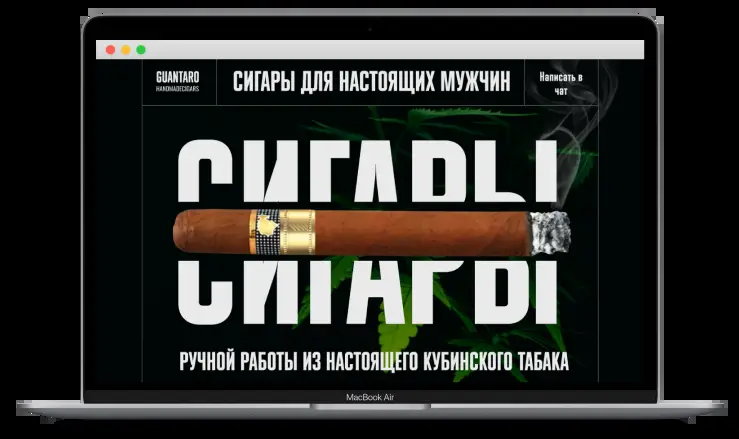 GUANTARO
HANDMADECIGARS
СИГАРЫ ДЛЯ НАСТОЯЩИХ МУЖЧИН
Написать в
чат
СИГАРЫ
СИГАРЫ
РУЧНОЙ РАБОТЫ ИЗ НАСТОЯЩЕГО КУБИНСКОГО ТАБАКА
MacBook Air